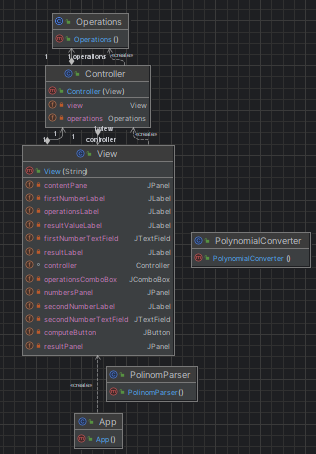 Operations
Operations ()
1
1
operations
«create»
Controller
Controller (View)
view View
operations Operations
1
1
view
«create»
1
controller
View
View (String)
contentPane JPanel
firstNumberLabel JLabel
operationsLabel JLabel
resultValueLabel JLabel
firstNumberTextField JTextField
resultLabel JLabel
controller Controller
operationsComboBox JComboBox
numbersPanel JPanel
secondNumberLabel JLabel
secondNumberTextField JTextField
computeButton JButton
resultPanel JPanel
PolynomialConverter
PolynomialConverter ()
«create»
PolinomParser
PolinomParser ()
App
App ()